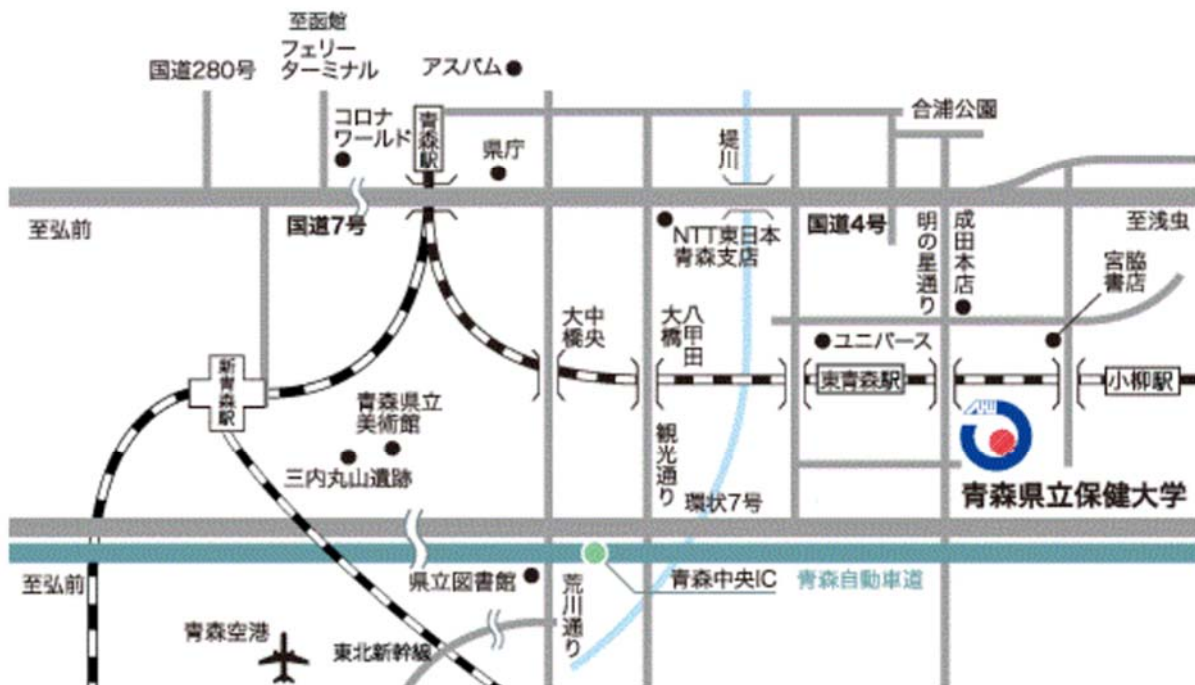 至函館
フェリー
ターミナル
国道280号
アスパム
コロナ
ワールド
青森駅
県庁
堤川
合浦公園
至弘前
国道7号
NTT東日本
青森支店
国道4号
明の星通り
成田本店
至浅虫
宮脇
書店
中央
大橋
八甲田
大橋
ユニバース
新青森駅
東青森駅
小柳駅
青森県立
美術館
三内丸山遺跡
観光通り
環状7号
青森県立保健大学
至弘前
県立図書館
荒川通り
青森中央IC
青森自動車道
青森空港
東北新幹線